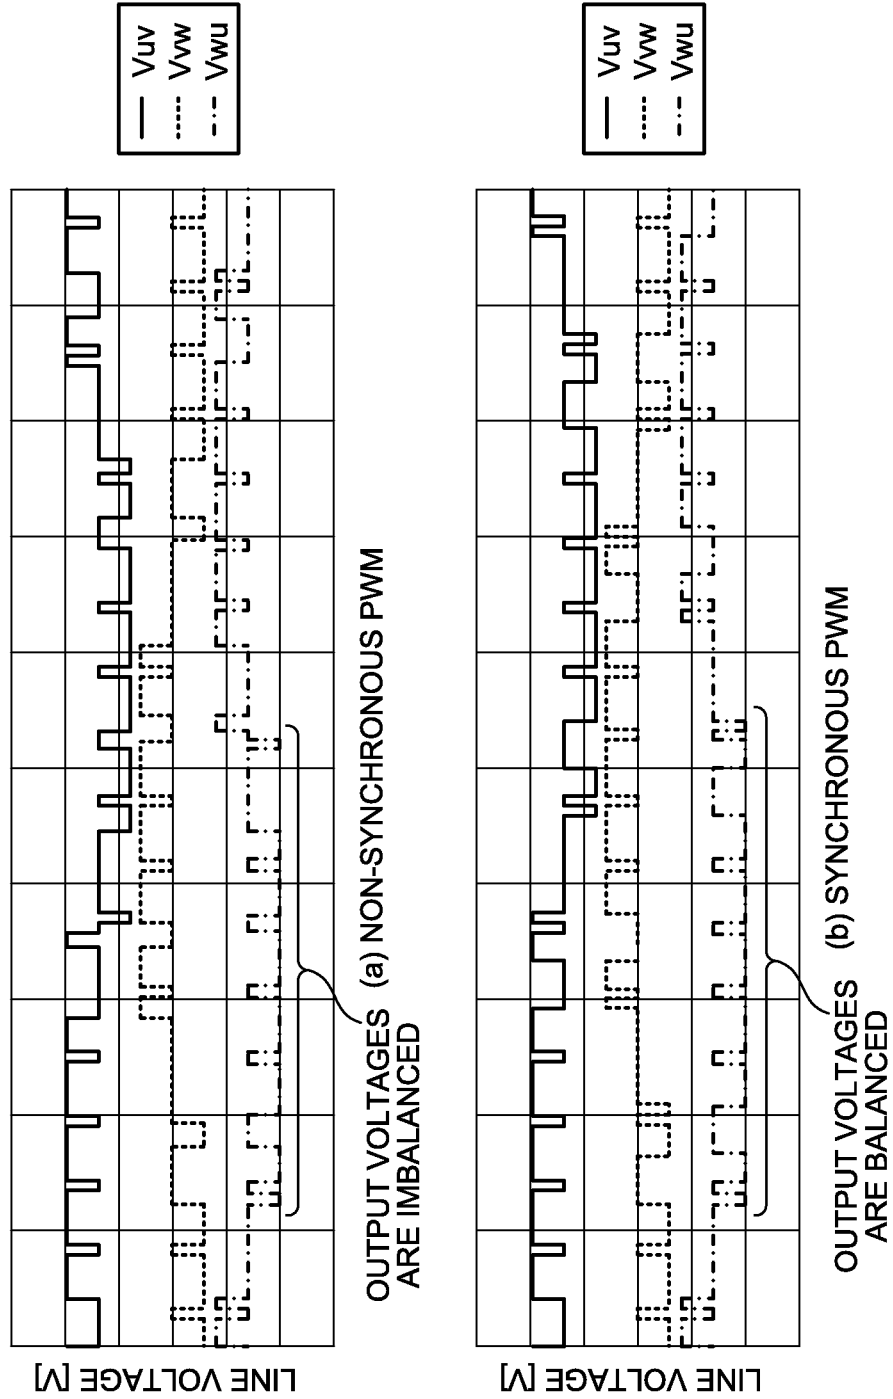 LINE VOLTAGE [V]
Vuv
Vvw
Vwu
OUTPUT VOLTAGES
ARE IMBALANCED
(a) NON-SYNCHRONOUS PWM
LINE VOLTAGE [V]
Vuv
Vvw
Vwu
OUTPUT VOLTAGES
ARE BALANCED
(b) SYNCHRONOUS PWM